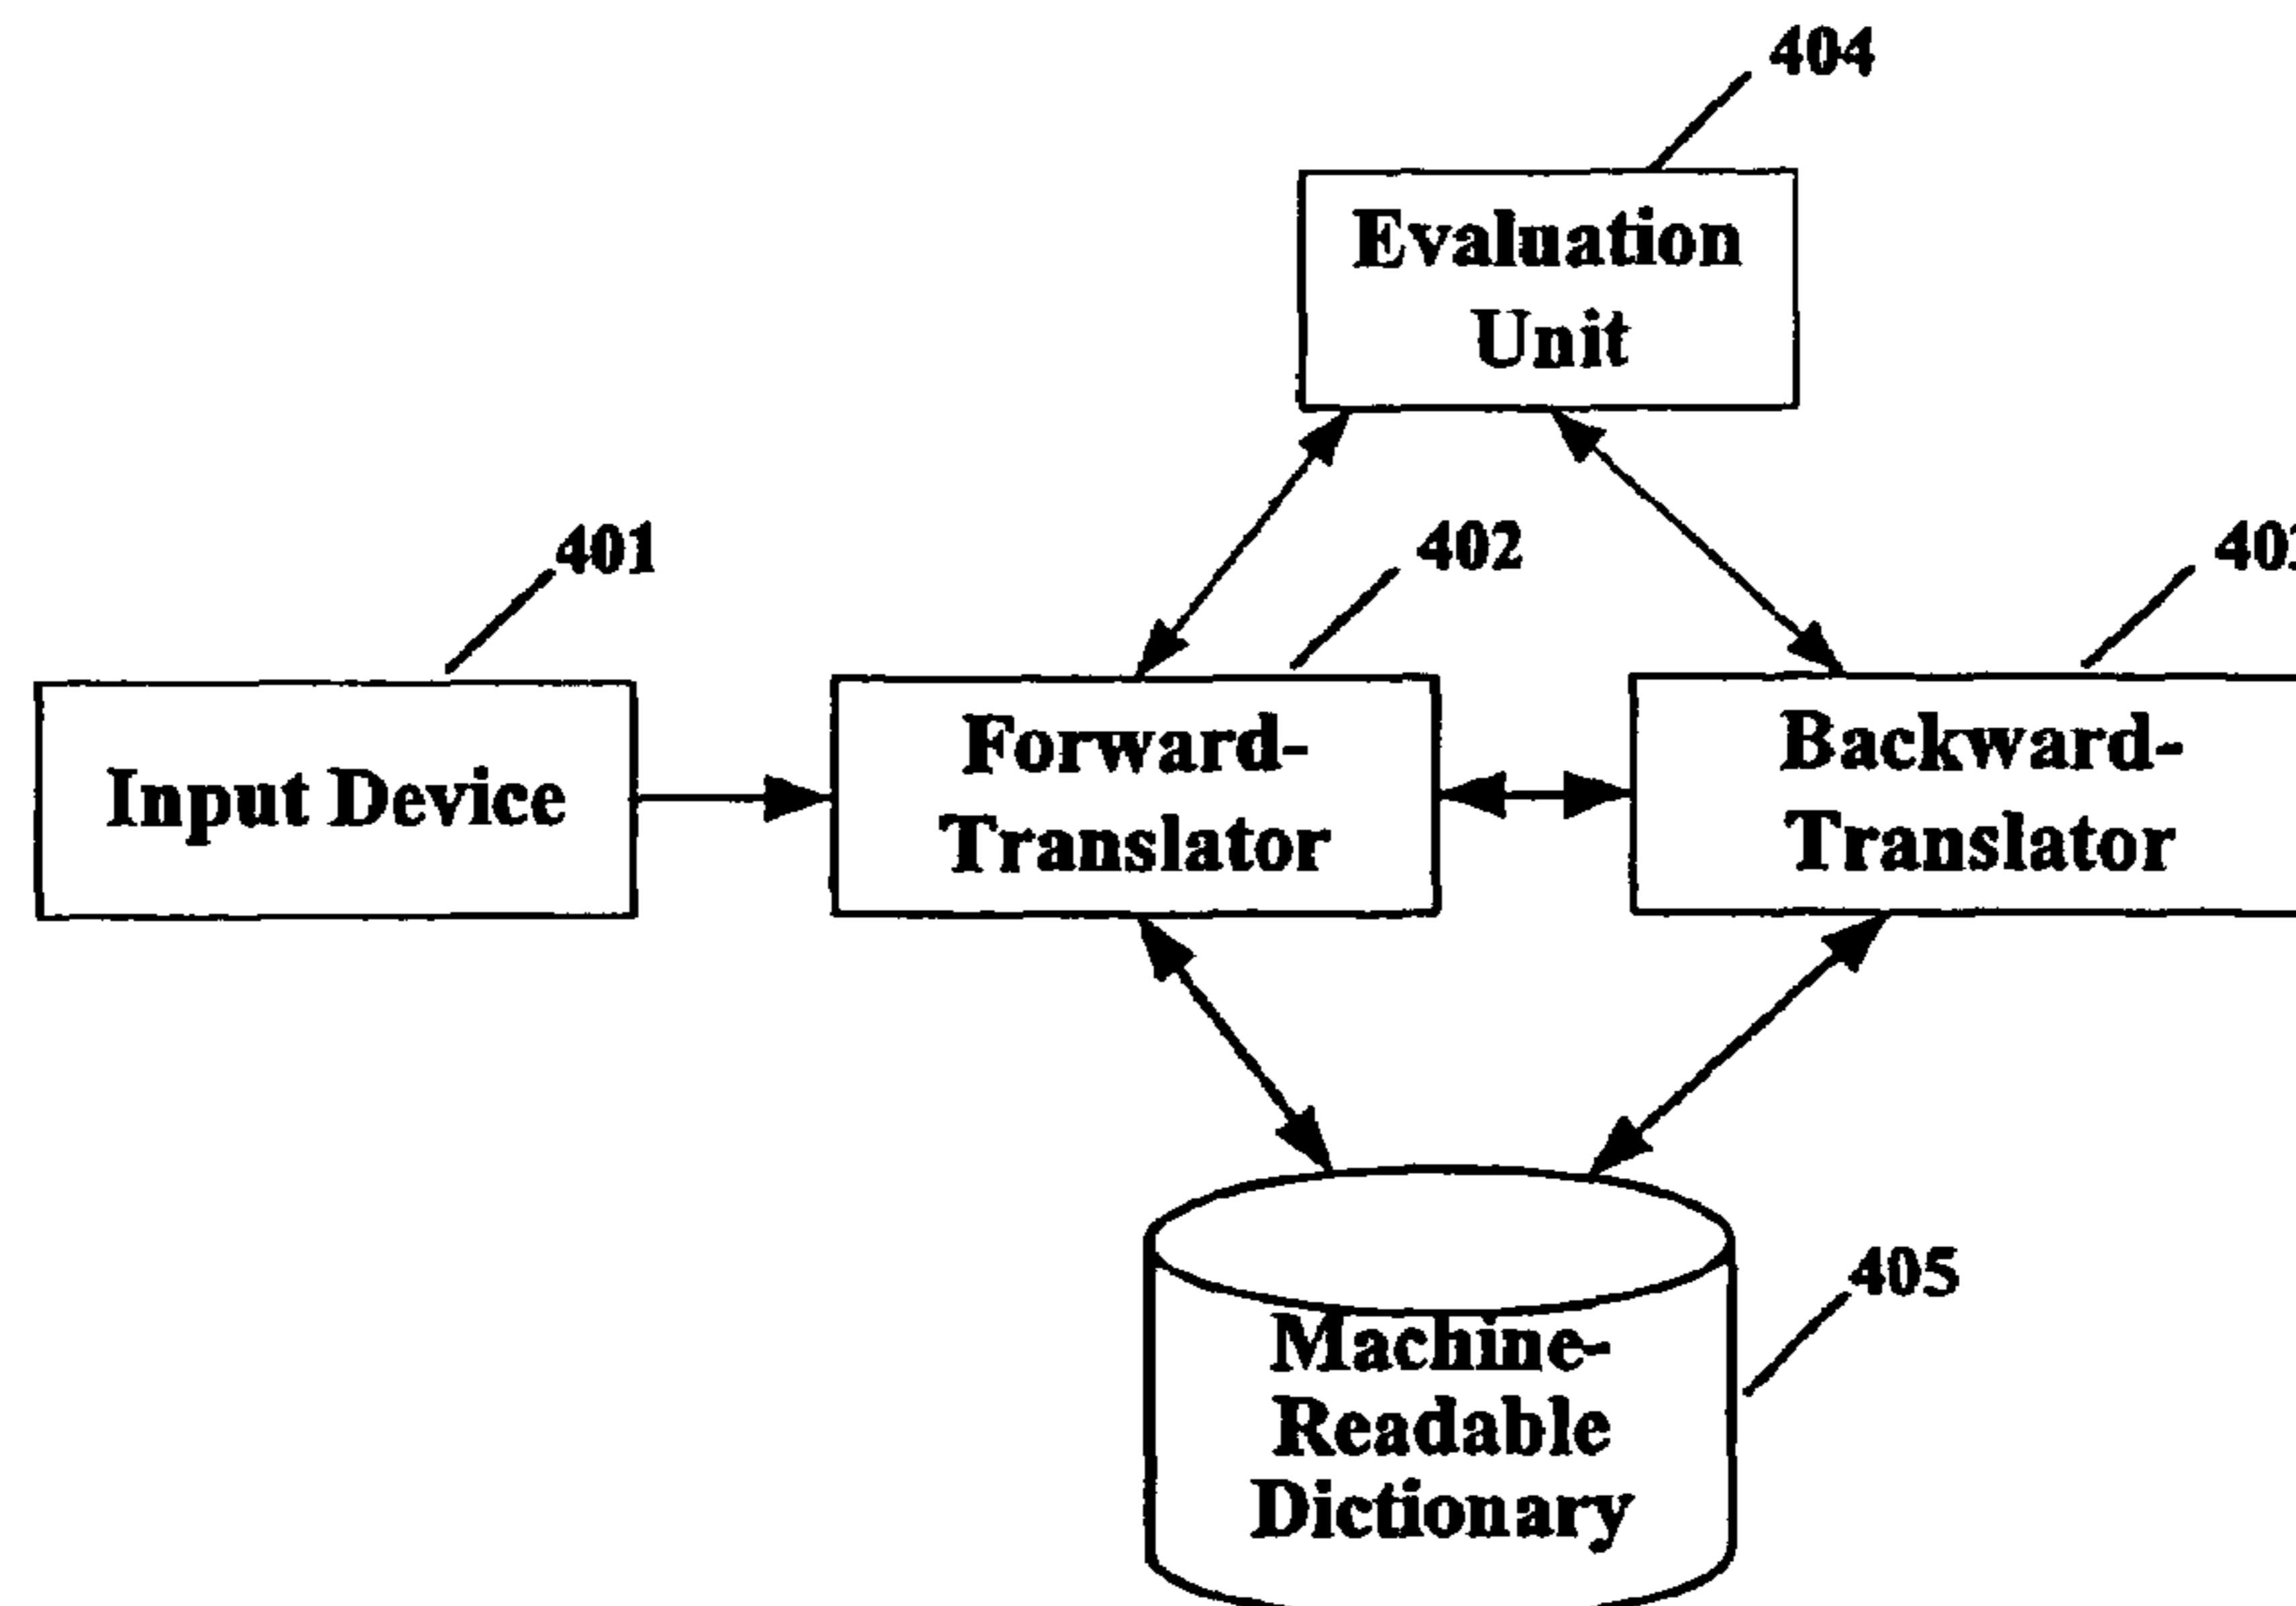 404
Evaluation
Unit
401
402
Input Device
Forward-
Translator
Backward-
Translator
405
Machine-
Readable
Dictionary